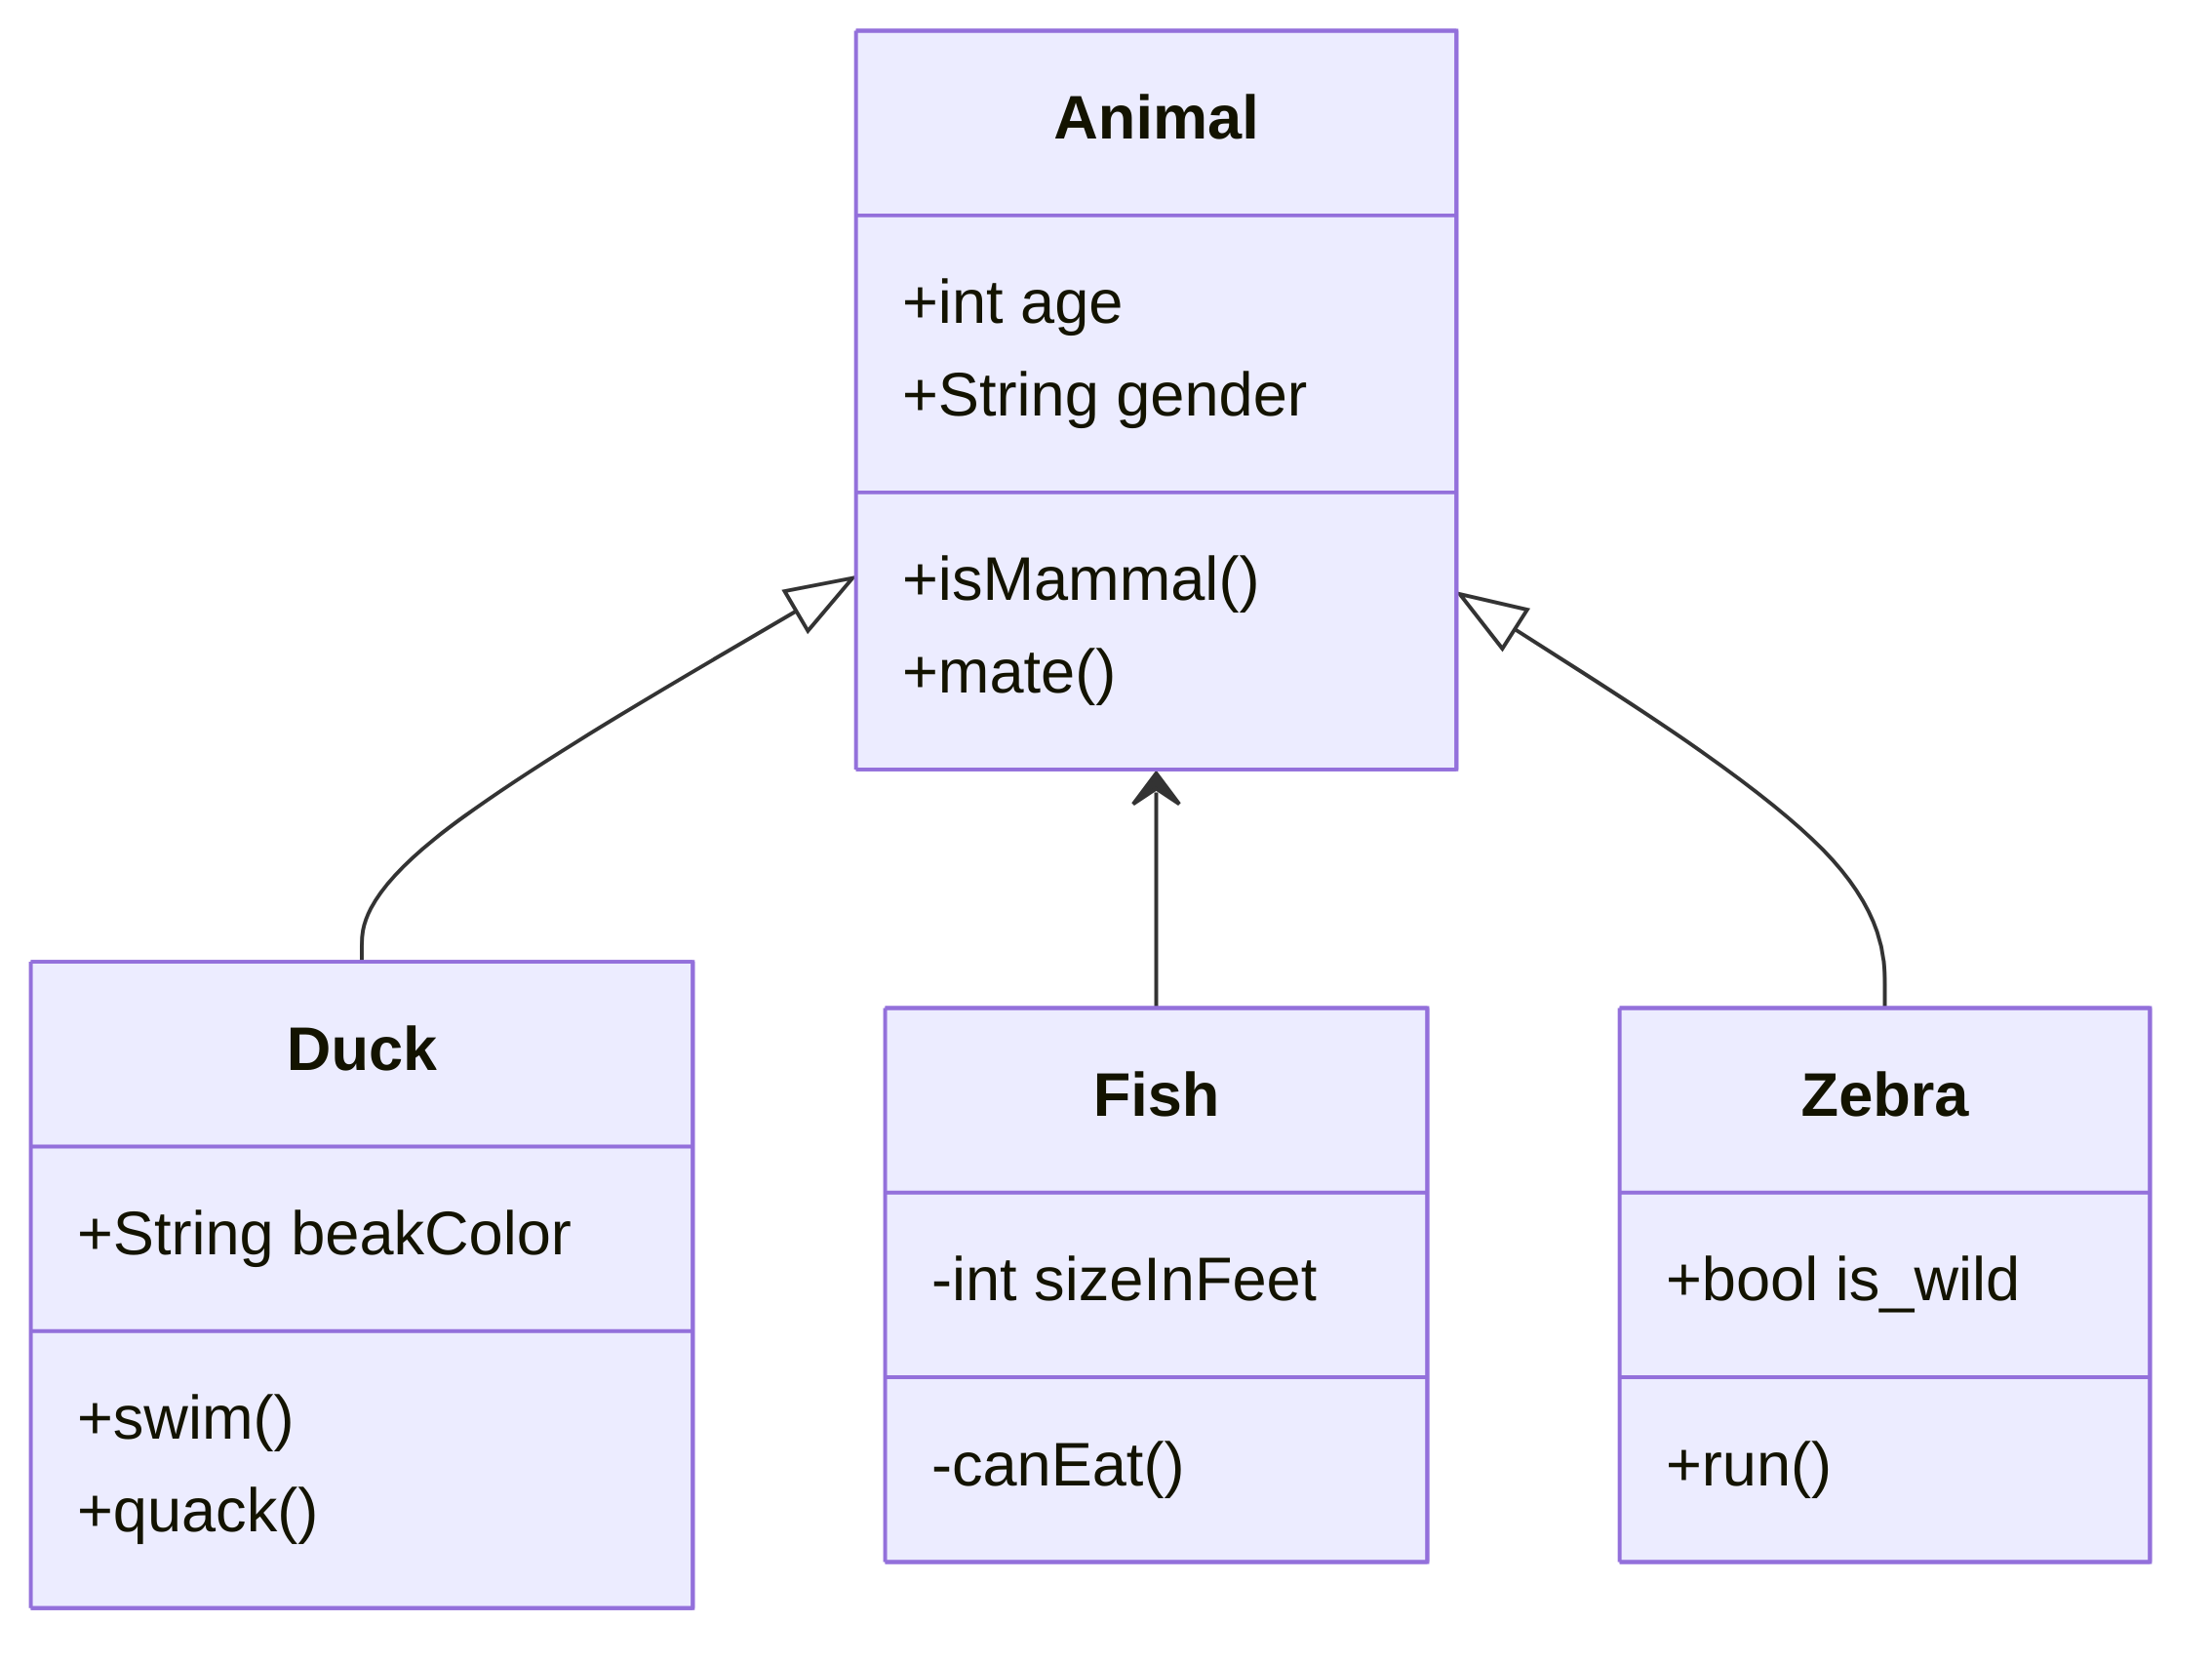 Animal
+int age
+String gender
+isMammal()
+mate()
Duck
+String beakColor
+swim()
+quack()
Fish
-int sizeInFeet
-canEat()
Zebra
+bool is_wild
+run()